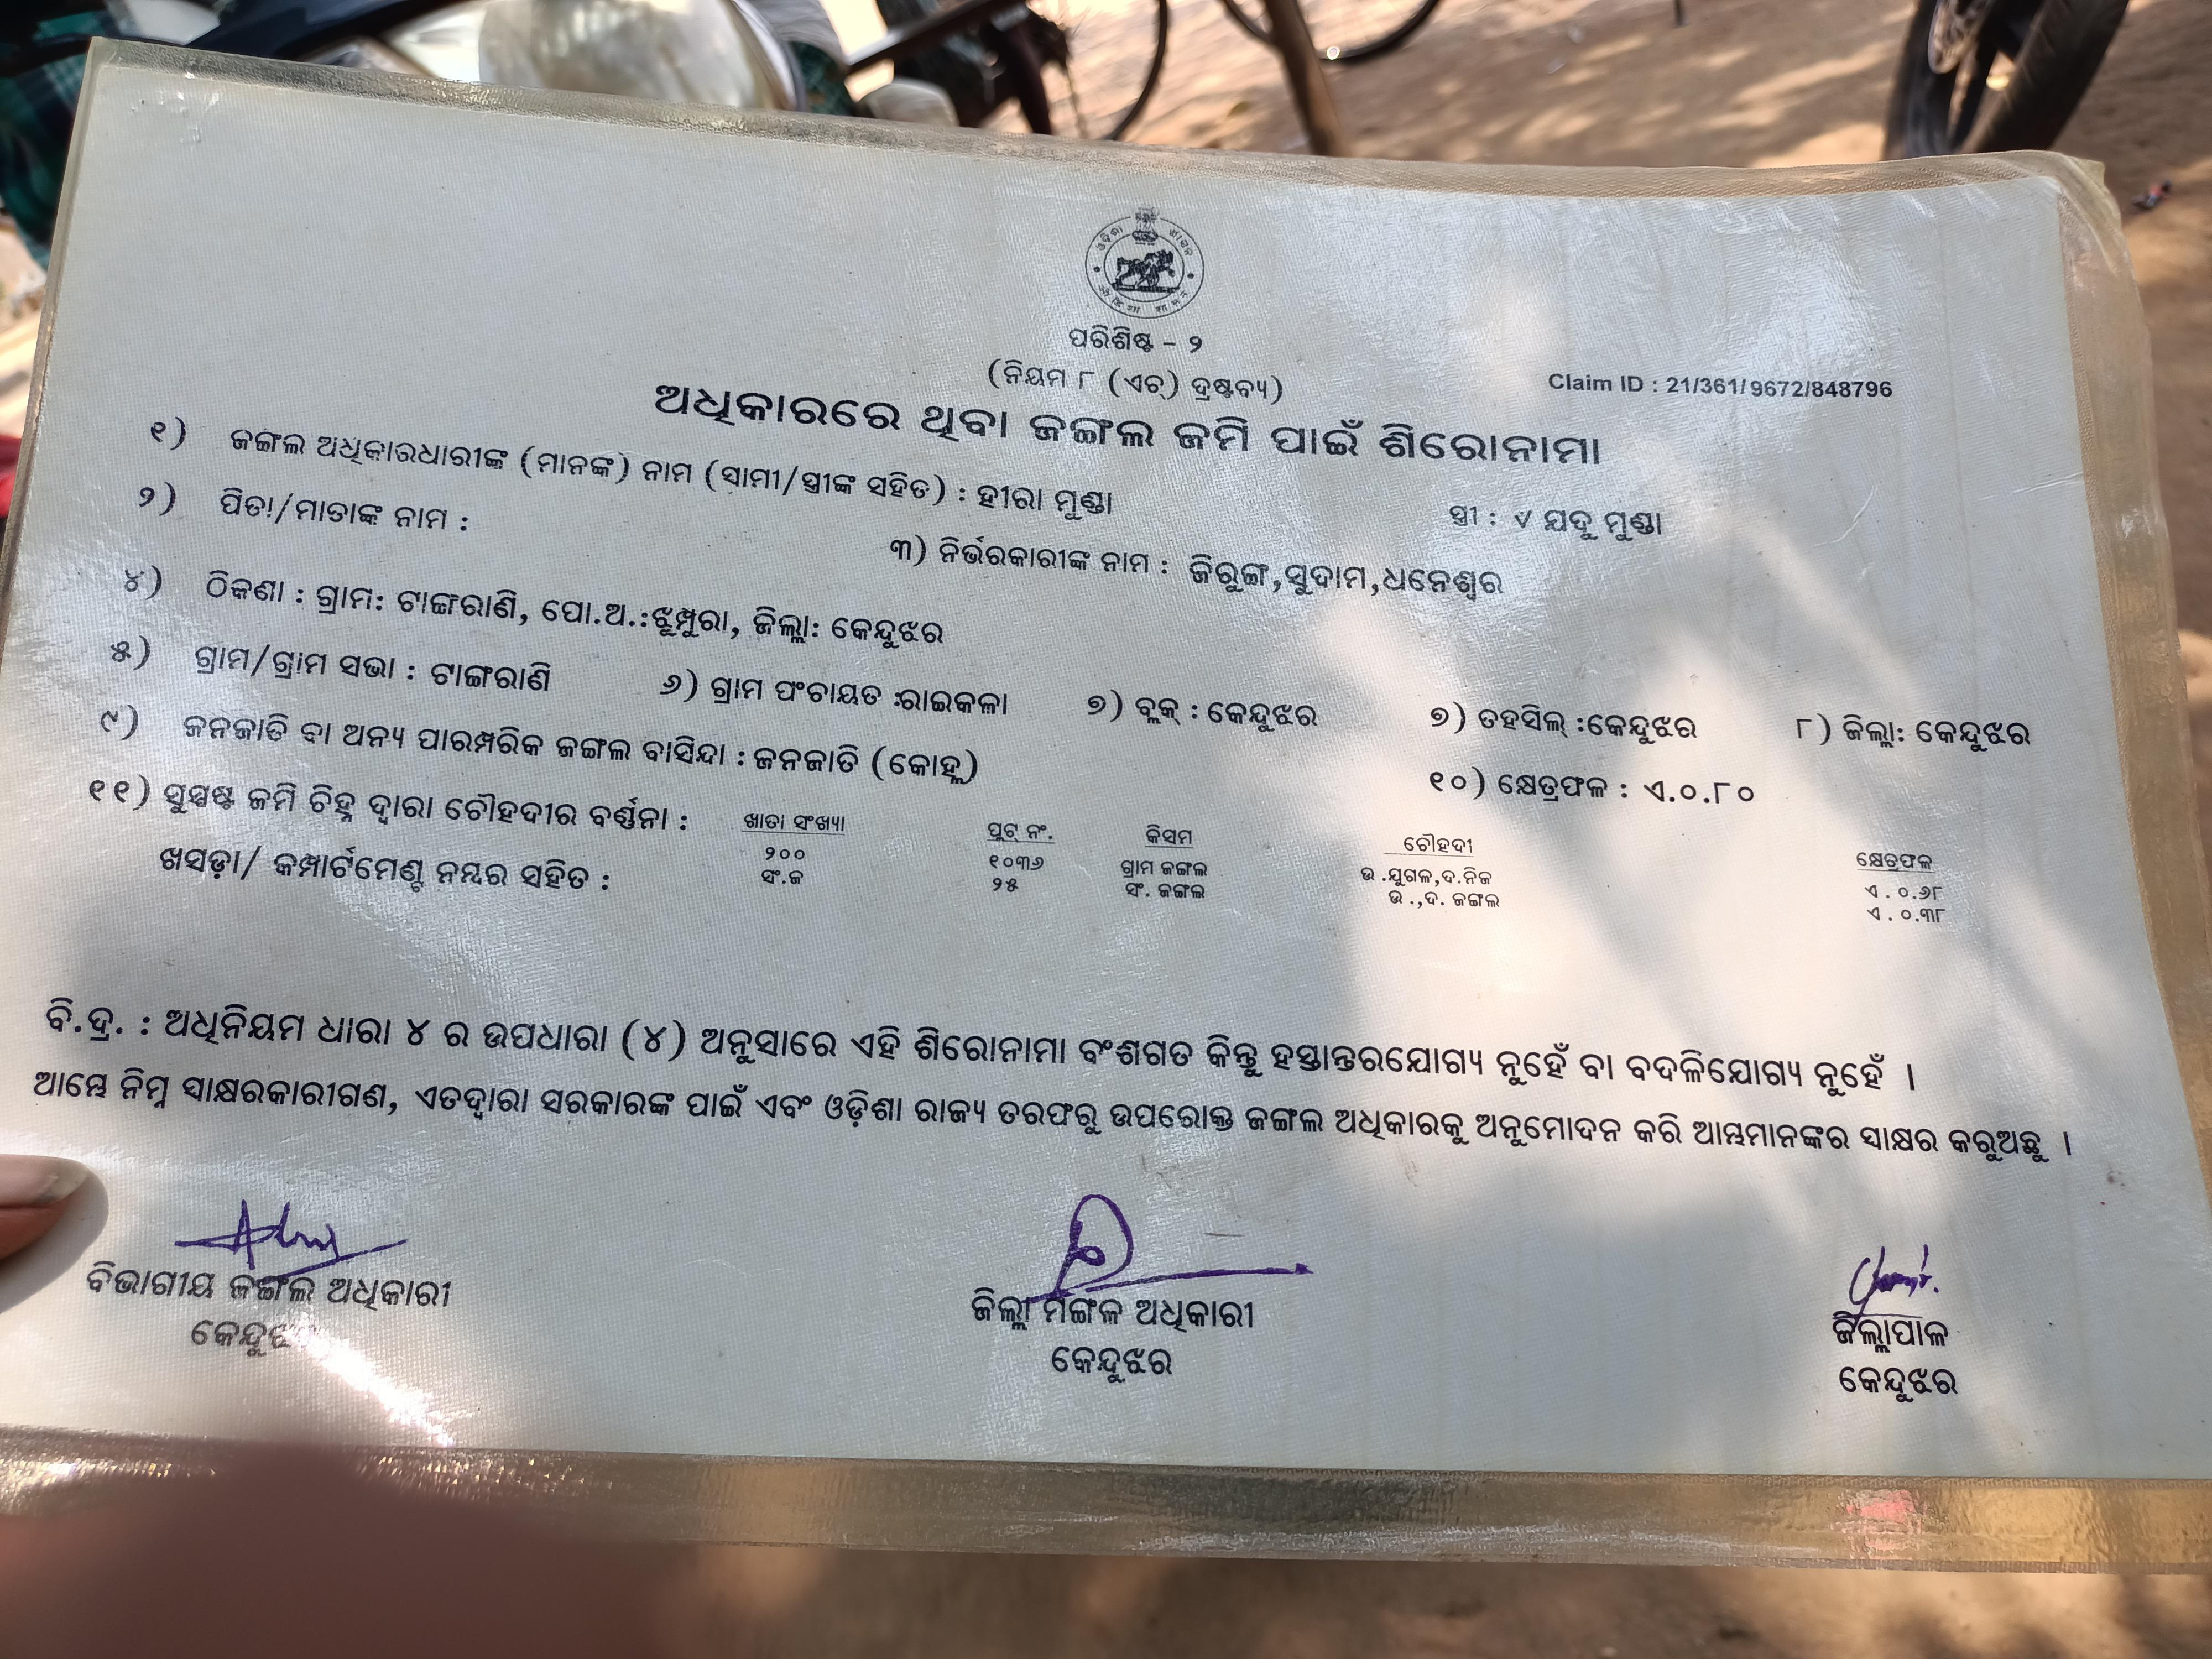 ଓଡ଼ିଶା ଶାସନ
ପରିଶିଷ୍ଟ - ୨
(ନିୟମ ୮ (ଏଚ୍) ଦ୍ରଷ୍ଟବ୍ୟ)
Claim ID : 21/361/9672/848796
ଅଧିକାରରେ ଥିବା ଜଙ୍ଗଲ ଜମି ପାଇଁ ଶିରୋନାମା
୧) ଜଙ୍ଗଲ ଅଧିକାରଧାରୀଙ୍କ (ମାନଙ୍କ) ନାମ (ସାମୀ/ସ୍ତ୍ରୀଙ୍କ ସହିତ) : ହୀରା ମୁଣ୍ଡା ସ୍ତ୍ରୀ : ୰ ଯଦୁ ମୁଣ୍ଡା
୨) ପିତା/ମାତାଙ୍କ ନାମ : ୩) ନିର୍ଭରକାରୀଙ୍କ ନାମ : ଜିରୁଙ୍ଗ,ସୁଦାମ,ଧନେଶ୍ୱର
୪) ଠିକଣା : ଗ୍ରାମ: ଟାଙ୍ଗରାଣି, ପୋ.ଅ.:ଝୁମ୍ପୁରା, ଜିଲ୍ଲା: କେନ୍ଦୁଝର
୫) ଗ୍ରାମ/ଗ୍ରାମ ସଭା : ଟାଙ୍ଗରାଣି ୬) ଗ୍ରାମ ପଂଚାୟତ :ରାଇକଳା ୭) ବ୍ଲକ୍ : କେନ୍ଦୁଝର ୭) ତହସିଲ୍ :କେନ୍ଦୁଝର ୮) ଜିଲ୍ଲା: କେନ୍ଦୁଝର
୯) ଜନଜାତି ବା ଅନ୍ୟ ପାରମ୍ପରିକ ଜଙ୍ଗଲ ବାସିନ୍ଦା : ଜନଜାତି (କୋହ୍ଲ) ୧୦) କ୍ଷେତ୍ରଫଳ : ଏ.୦.୮୦
୧୧) ସୁସ୍ପଷ୍ଟ ଜମି ଚିହ୍ନ ଦ୍ୱାରା ଚୌହଦୀର ବର୍ଣ୍ଣନା :
ଖସଡ଼ା/ କମ୍ପାର୍ଟମେଣ୍ଟ ନମ୍ବର ସହିତ :
ଖାତା ସଂଖ୍ୟା ପ୍ଲଟ୍ ନଂ. କିସମ ଚୌହଦୀ କ୍ଷେତ୍ରଫଳ
୨୦୦ ୧୦୩୬ ଗ୍ରାମ ଜଙ୍ଗଲ ଉ .ଯୁଗଳ,ଦ.ନିଜ ଏ . ୦.୬୮
ସଂ.ଜ ୨୫ ସଂ. ଜଙ୍ଗଲ ଉ .,ଦ. ଜଙ୍ଗଲ ଏ . ୦.୩୮
ବି.ଦ୍ର. : ଅଧିନିୟମ ଧାରା ୪ ର ଉପଧାରା (୪) ଅନୁସାରେ ଏହି ଶିରୋନାମା ବଂଶଗତ କିନ୍ତୁ ହସ୍ତାନ୍ତରଯୋଗ୍ୟ ନୁହେଁ ବା ବଦଳିଯୋଗ୍ୟ ନୁହେଁ ।
ଆମ୍ଭେ ନିମ୍ନ ସାକ୍ଷରକାରୀଗଣ, ଏତଦ୍ୱାରା ସରକାରଙ୍କ ପାଇଁ ଏବଂ ଓଡ଼ିଶା ରାଜ୍ୟ ତରଫରୁ ଉପରୋକ୍ତ ଜଙ୍ଗଲ ଅଧିକାରକୁ ଅନୁମୋଦନ କରି ଆମ୍ଭମାନଙ୍କର ସ୍ୱାକ୍ଷର କରୁଅଛୁ ।
ବିଭାଗୀୟ ଜଙ୍ଗଲ ଅଧିକାରୀ
ଜିଲ୍ଲା ମଙ୍ଗଳ ଅଧିକାରୀ
କେନ୍ଦୁଝର
ଜିଲ୍ଲାପାଳ
କେନ୍ଦୁଝର